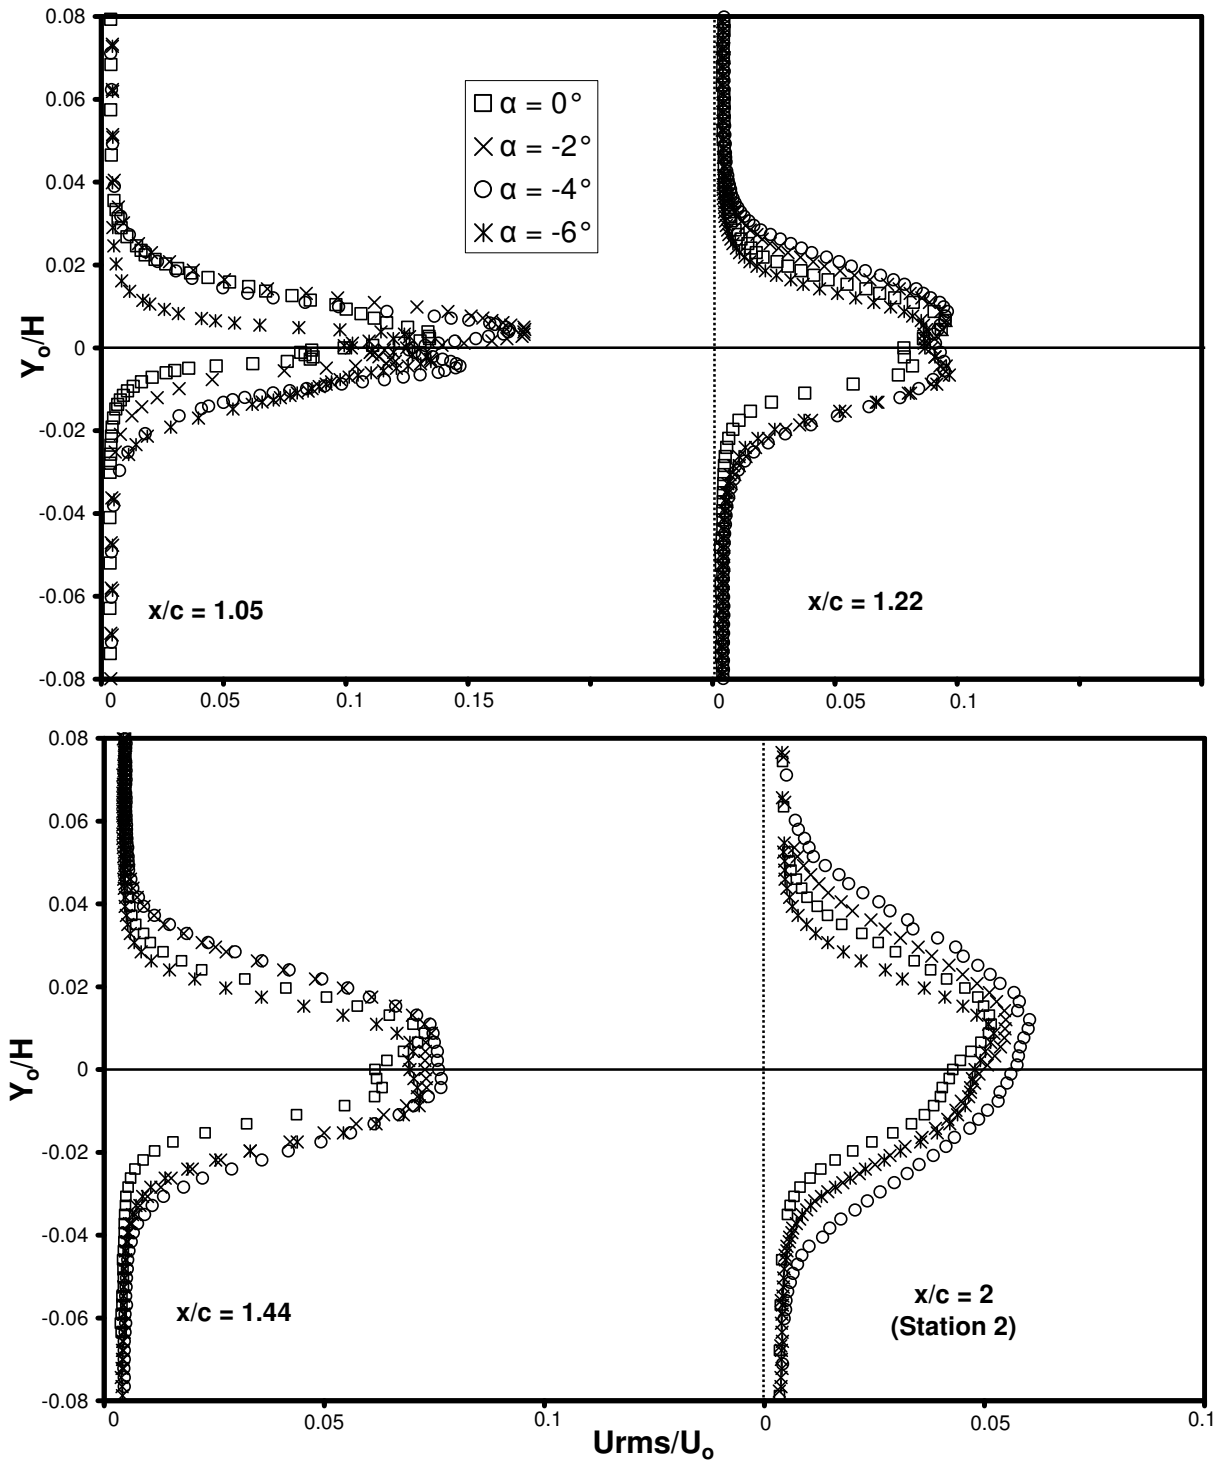 0.08
0.06
0.04
0.02
0
-0.02
-0.04
-0.06
-0.08
Yo/H
α = 0°
α = -2°
α = -4°
α = -6°
x/c = 1.05
x/c = 1.22
0 0.05 0.1 0.15 0 0.05 0.1
0.08
0.06
0.04
0.02
0
-0.02
-0.04
-0.06
-0.08
Yo/H
x/c = 1.44
x/c = 2
(Station 2)
0 0.05 0.1 0 0.05 0.1
Urms/Uo